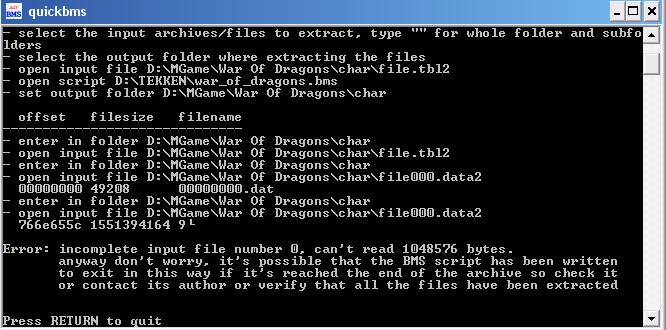 quickbms
- select the input archives/files to extract, type "" for whole folder and subfo
lders
- select the output folder where extracting the files
- open input file D:\MGame\War Of Dragons\char\file.tbl2
- open script D:\TEKKEN\war_of_dragons.bms
- set output folder D:\MGame\War Of Dragons\char
offset filesize filename
--------------------------------------
- enter in folder D:\MGame\War Of Dragons\char
- open input file D:\MGame\War Of Dragons\char\file.tbl2
- enter in folder D:\MGame\War Of Dragons\char
- open input file D:\MGame\War Of Dragons\char\file000.data2
00000000 49208 00000000.dat
- enter in folder D:\MGame\War Of Dragons\char
- open input file D:\MGame\War Of Dragons\char\file000.data2
766e655c 1551394164 9└
Error: incomplete input file number 0, can't read 1048576 bytes.
anyway don't worry, it's possible that the BMS script has been written
to exit in this way if it's reached the end of the archive so check it
or contact its author or verify that all the files have been extracted
Press RETURN to quit